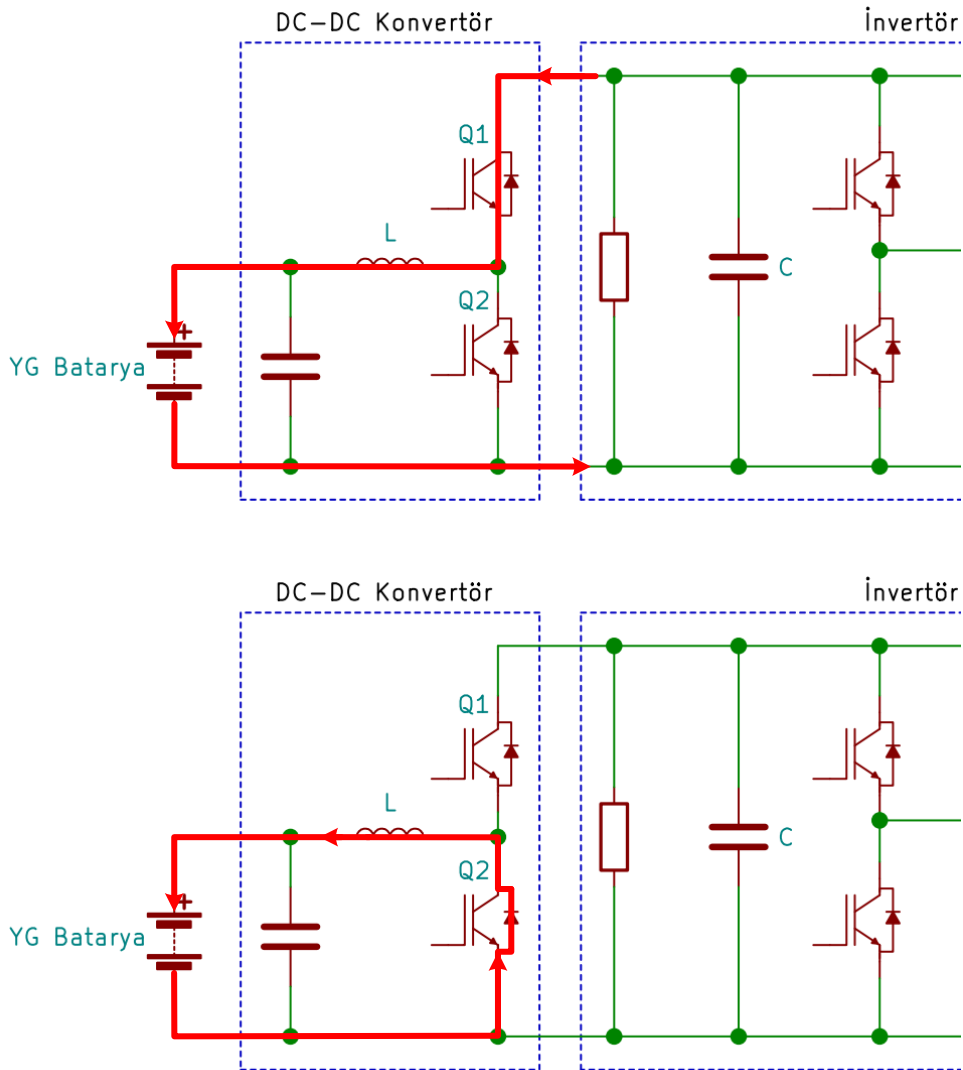 DC-DC Konvertör
İnvertör
Q1
L
Q2
C
YG Batarya
+
DC-DC Konvertör
İnvertör
Q1
L
Q2
C
YG Batarya
+